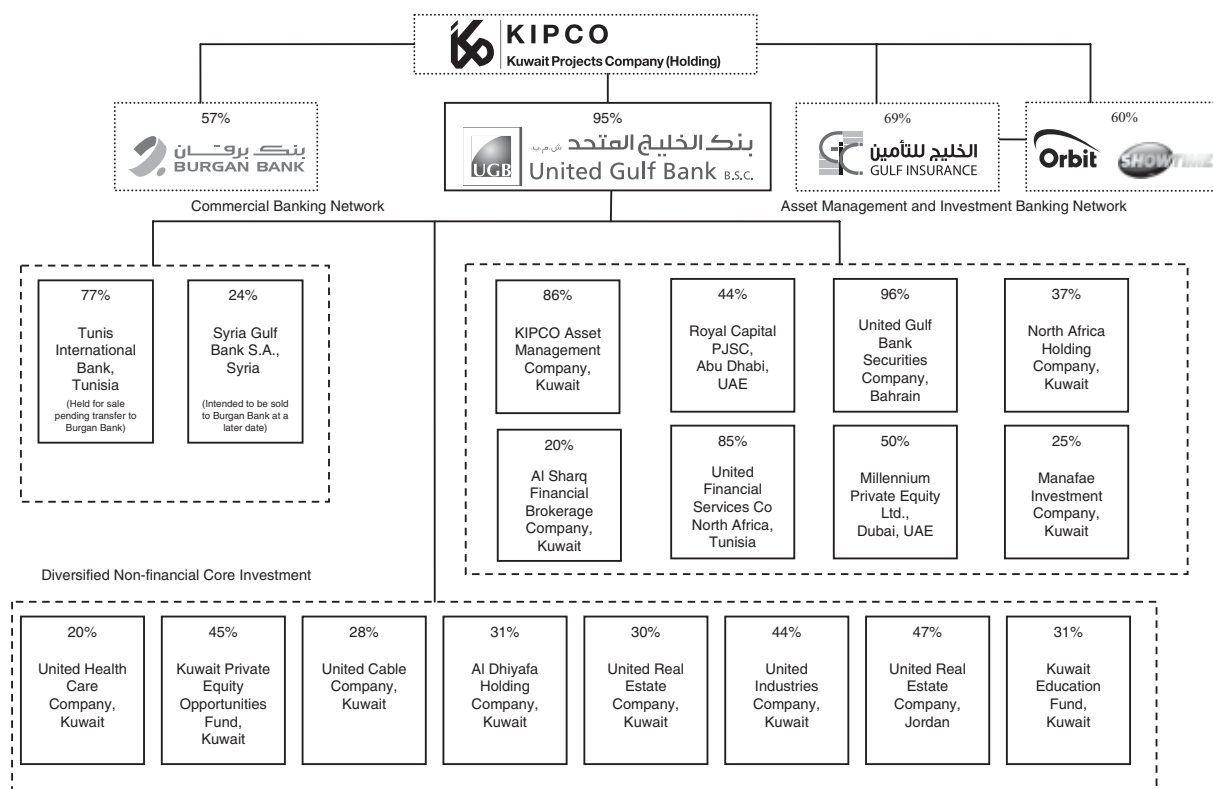 KIPCO
Kuwait Projects Company (Holding)
57%
بنك برقان
BURGAN BANK
95%
UGB
بنك الخليج المتحد ش.م.ب.
United Gulf Bank B.S.C.
69%
الخليج للتأمين
GULF INSURANCE
60%
Orbit
SHOWTIME
Commercial Banking Network
Asset Management and Investment Banking Network
77%
Tunis
International
Bank,
Tunisia
(Held for sale
pending transfer to
Burgan Bank)
24%
Syria Gulf
Bank S.A.,
Syria
(Intended to be sold
to Burgan Bank at a
later date)
86%
KIPCO Asset
Management
Company,
Kuwait
44%
Royal Capital
PJSC,
Abu Dhabi,
UAE
96%
United Gulf
Bank
Securities
Company,
Bahrain
37%
North Africa
Holding
Company,
Kuwait
20%
Al Sharq
Financial
Brokerage
Company,
Kuwait
85%
United
Financial
Services Co
North Africa,
Tunisia
50%
Millennium
Private Equity
Ltd.,
Dubai, UAE
25%
Manafae
Investment
Company,
Kuwait
Diversified Non-financial Core Investment
20%
United Health
Care
Company,
Kuwait
45%
Kuwait Private
Equity
Opportunities
Fund,
Kuwait
28%
United Cable
Company,
Kuwait
31%
Al Dhiyafa
Holding
Company,
Kuwait
30%
United Real
Estate
Company,
Kuwait
44%
United
Industries
Company,
Kuwait
47%
United Real
Estate
Company,
Jordan
31%
Kuwait
Education
Fund,
Kuwait